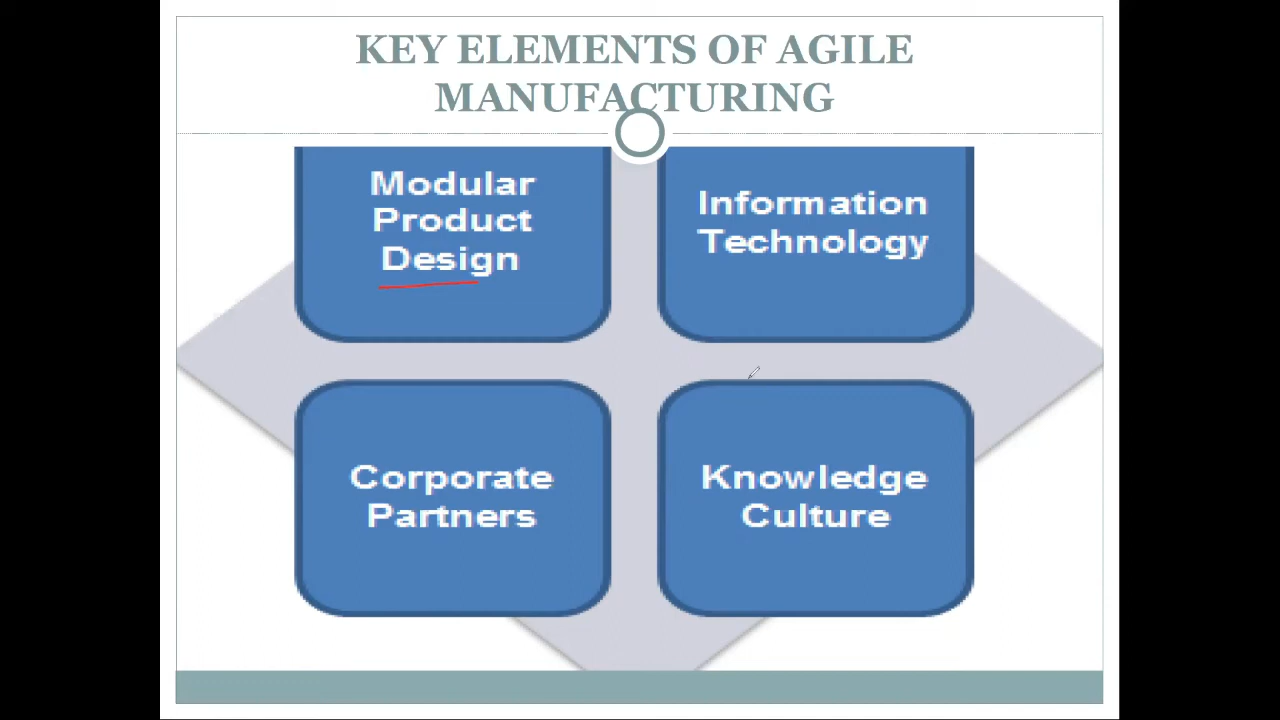 KEY ELEMENTS OF AGILE
MANUFACTURING
Modular
Product
Design
Information
Technology
Corporate
Partners
Knowledge
Culture